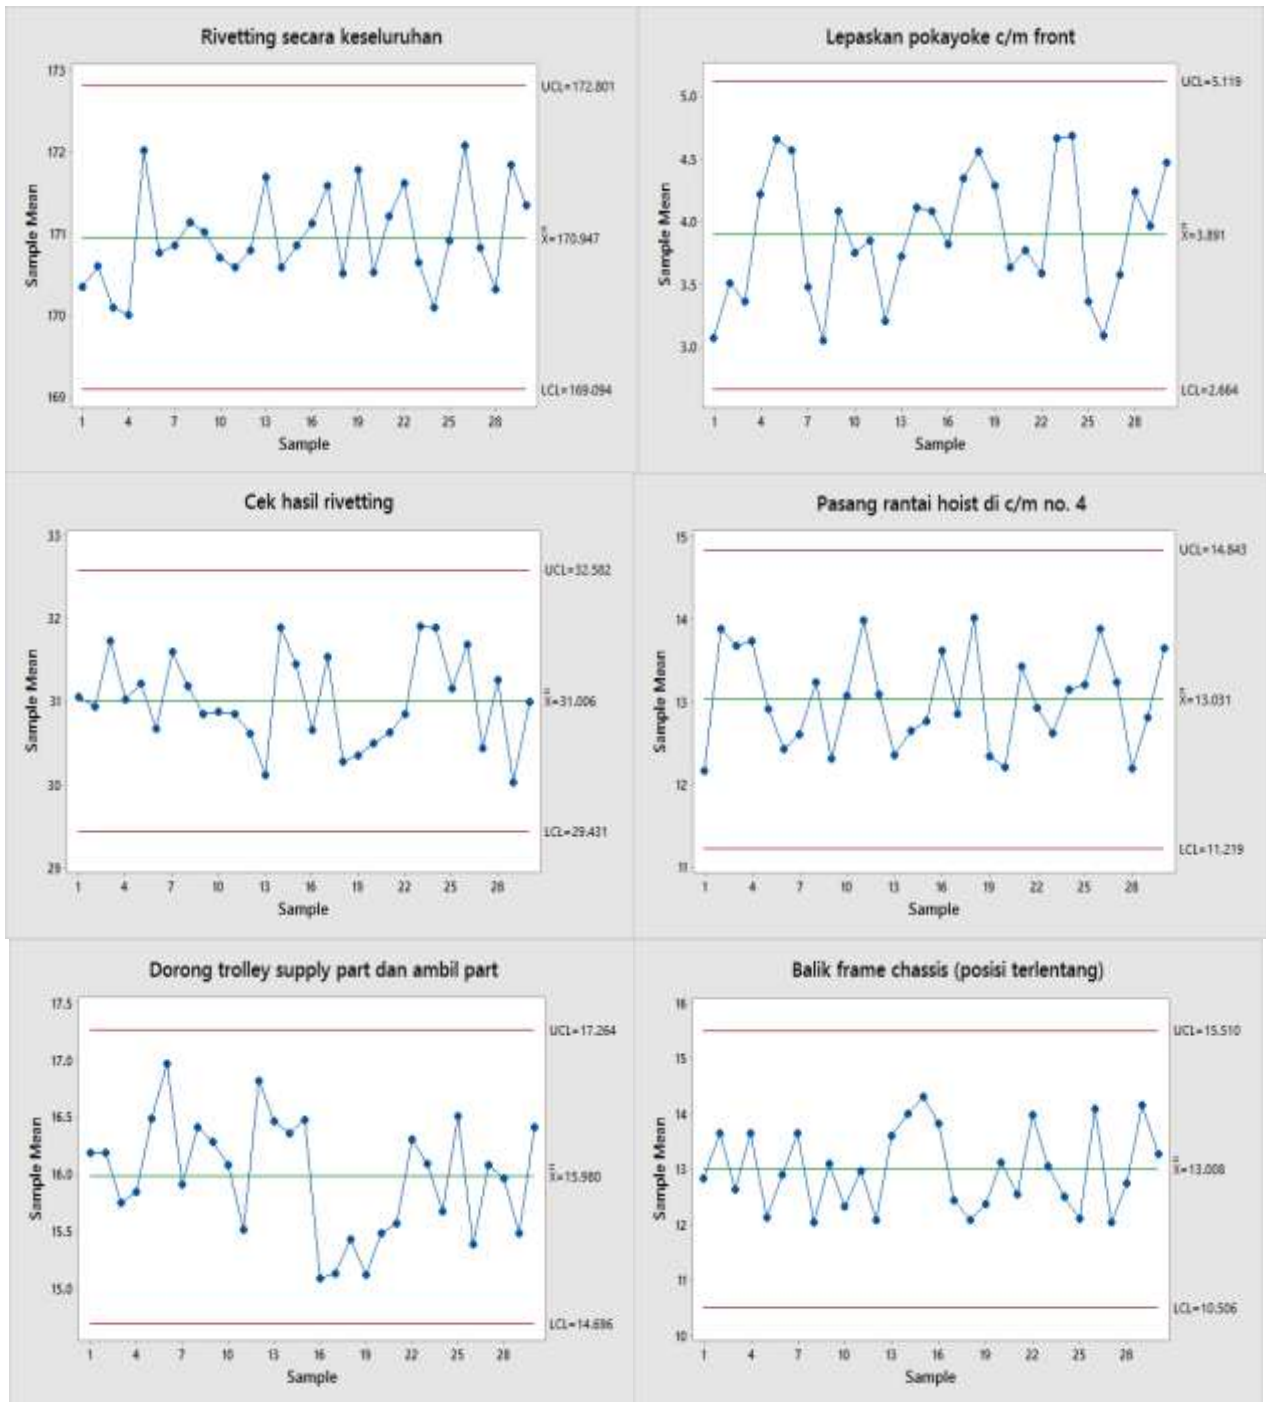 Rivetting secara keseluruhan
173
172
171
170
169
Sample Mean
UCL=172.801
X=170.947
LCL=169.094
1 4 7 10 13 16 19 22 25 28
Sample
Lepaskan pokayoke c/m front
5.0
4.5
4.0
3.5
3.0
Sample Mean
UCL=5.119
X=3.891
LCL=2.664
1 4 7 10 13 16 19 22 25 28
Sample
Cek hasil rivetting
33
32
31
30
29
Sample Mean
UCL=32.582
X=31.006
LCL=29.431
1 4 7 10 13 16 19 22 25 28
Sample
Pasang rantai hoist di c/m no. 4
15
14
13
12
11
Sample Mean
UCL=14.843
X=13.031
LCL=11.219
1 4 7 10 13 16 19 22 25 28
Sample
Dorong trolley supply part dan ambil part
17.5
17.0
16.5
16.0
15.5
15.0
Sample Mean
UCL=17.264
X=15.980
LCL=14.696
1 4 7 10 13 16 19 22 25 28
Sample
Balik frame chassis (posisi terlentang)
16
15
14
13
12
11
10
Sample Mean
UCL=15.510
X=13.008
LCL=10.506
1 4 7 10 13 16 19 22 25 28
Sample